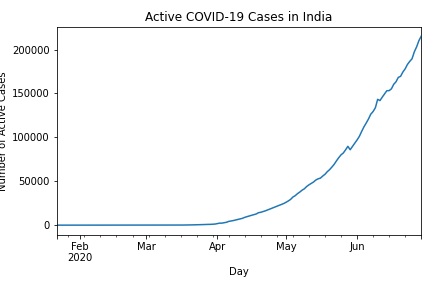 Active COVID-19 Cases in India
Number of Active Cases
200000
150000
100000
50000
0
Feb Mar Apr May Jun
2020
Day